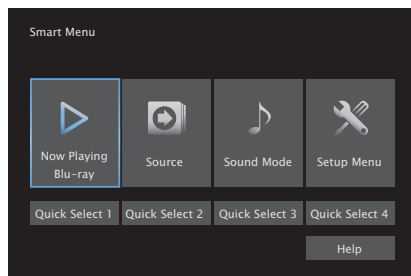 Smart Menu
Now Playing
Blu-ray
Source
Sound Mode
Setup Menu
Quick Select 1
Quick Select 2
Quick Select 3
Quick Select 4
Help